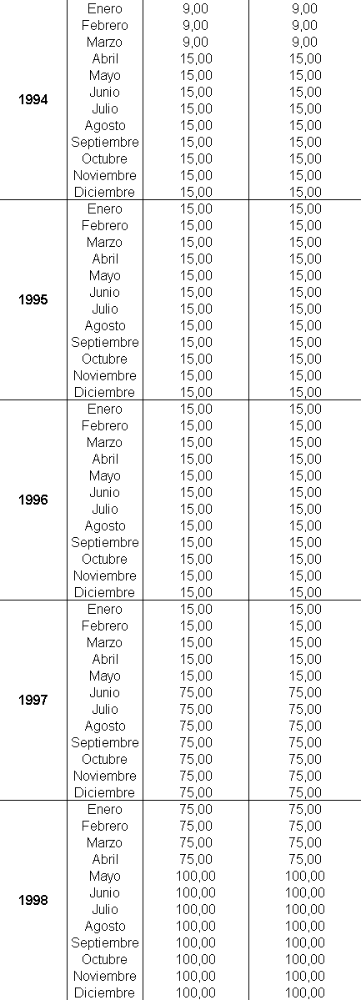 Enero 9,00 9,00
Febrero 9,00 9,00
Marzo 9,00 9,00
Abril 15,00 15,00
Mayo 15,00 15,00
Junio 15,00 15,00
1994
Julio 15,00 15,00
Agosto 15,00 15,00
Septiembre 15,00 15,00
Octubre 15,00 15,00
Noviembre 15,00 15,00
Diciembre 15,00 15,00
Enero 15,00 15,00
Febrero 15,00 15,00
Marzo 15,00 15,00
Abril 15,00 15,00
Mayo 15,00 15,00
Junio 15,00 15,00
1995
Julio 15,00 15,00
Agosto 15,00 15,00
Septiembre 15,00 15,00
Octubre 15,00 15,00
Noviembre 15,00 15,00
Diciembre 15,00 15,00
Enero 15,00 15,00
Febrero 15,00 15,00
Marzo 15,00 15,00
Abril 15,00 15,00
Mayo 15,00 15,00
Junio 15,00 15,00
1996
Julio 15,00 15,00
Agosto 15,00 15,00
Septiembre 15,00 15,00
Octubre 15,00 15,00
Noviembre 15,00 15,00
Diciembre 15,00 15,00
Enero 15,00 15,00
Febrero 15,00 15,00
Marzo 15,00 15,00
Abril 15,00 15,00
Mayo 15,00 15,00
Junio 75,00 75,00
1997
Julio 75,00 75,00
Agosto 75,00 75,00
Septiembre 75,00 75,00
Octubre 75,00 75,00
Noviembre 75,00 75,00
Diciembre 75,00 75,00
Enero 75,00 75,00
Febrero 75,00 75,00
Marzo 75,00 75,00
Abril 75,00 75,00
Mayo 100,00 100,00
Junio 100,00 100,00
1998
Julio 100,00 100,00
Agosto 100,00 100,00
Septiembre 100,00 100,00
Octubre 100,00 100,00
Noviembre 100,00 100,00
Diciembre 100,00 100,00